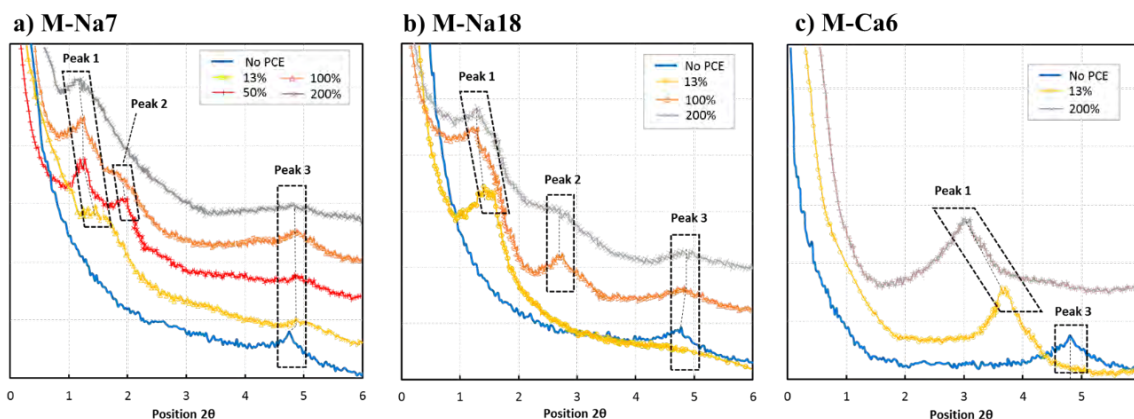 a) M-Na7
Peak 1
No PCE
13%
100%
50%
200%
Peak 2
Peak 3
0 1 2 3 4 5 6
Position 2θ
b) M-Na18
Peak 1
No PCE
13%
100%
200%
Peak 2
Peak 3
0 1 2 3 4 5 6
Position 2θ
c) M-Ca6
No PCE
13%
200%
Peak 1
Peak 3
0 1 2 3 4 5
Position 2θ